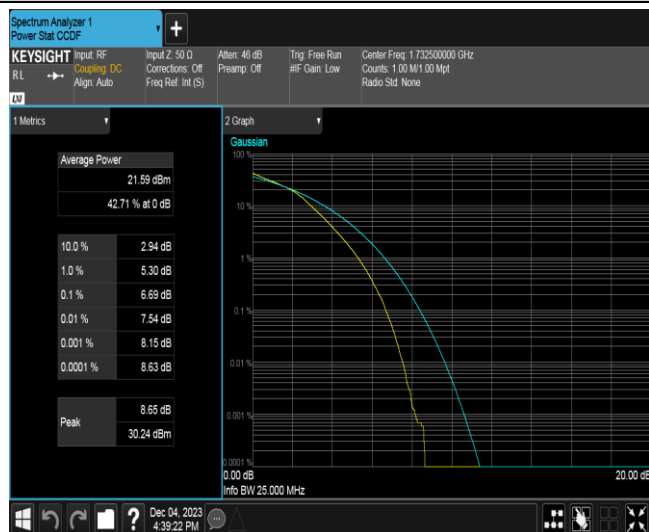 Spectrum Analyzer 1
Power Stat CCDF
+
KEYSIGHT
RL
Input: RF
Coupling: DC
Align: Auto
Input Z: 50 Ω
Corrections: Off
Freq Ref: Int (S)
Atten: 46 dB
Preamp: Off
Trig: Free Run
#IF Gain: Low
Center Freq: 1.732500000 GHz
Counts: 1.00 M/1.00 Mpt
Radio Std: None
LXI
1 Metrics
Average Power
21.59 dBm
42.71 % at 0 dB
10.0 % 2.94 dB
1.0 % 5.30 dB
0.1 % 6.69 dB
0.01 % 7.54 dB
0.001 % 8.15 dB
0.0001 % 8.63 dB
Peak
8.65 dB
30.24 dBm
2 Graph
Gaussian
100 %
10 %
1 %
0.1 %
0.01 %
0.001 %
0.0001 %
0.00 dB 20.00 dB
Info BW 25.000 MHz
?
Dec 04, 2023
4:39:22 PM